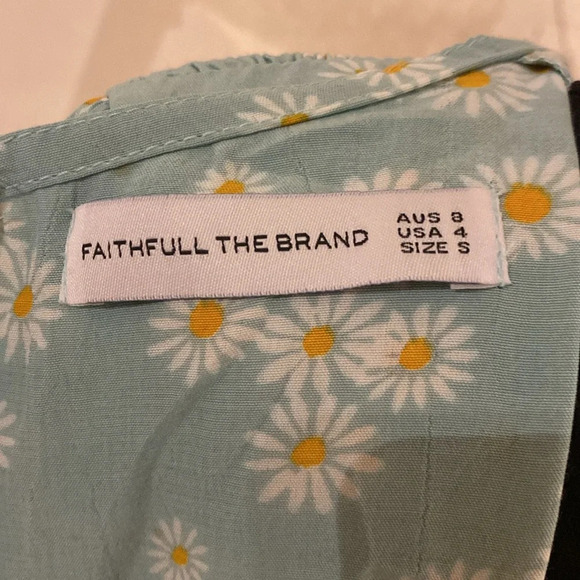 FAITHFULL THE BRAND
AUS 8
USA 4
SIZE S